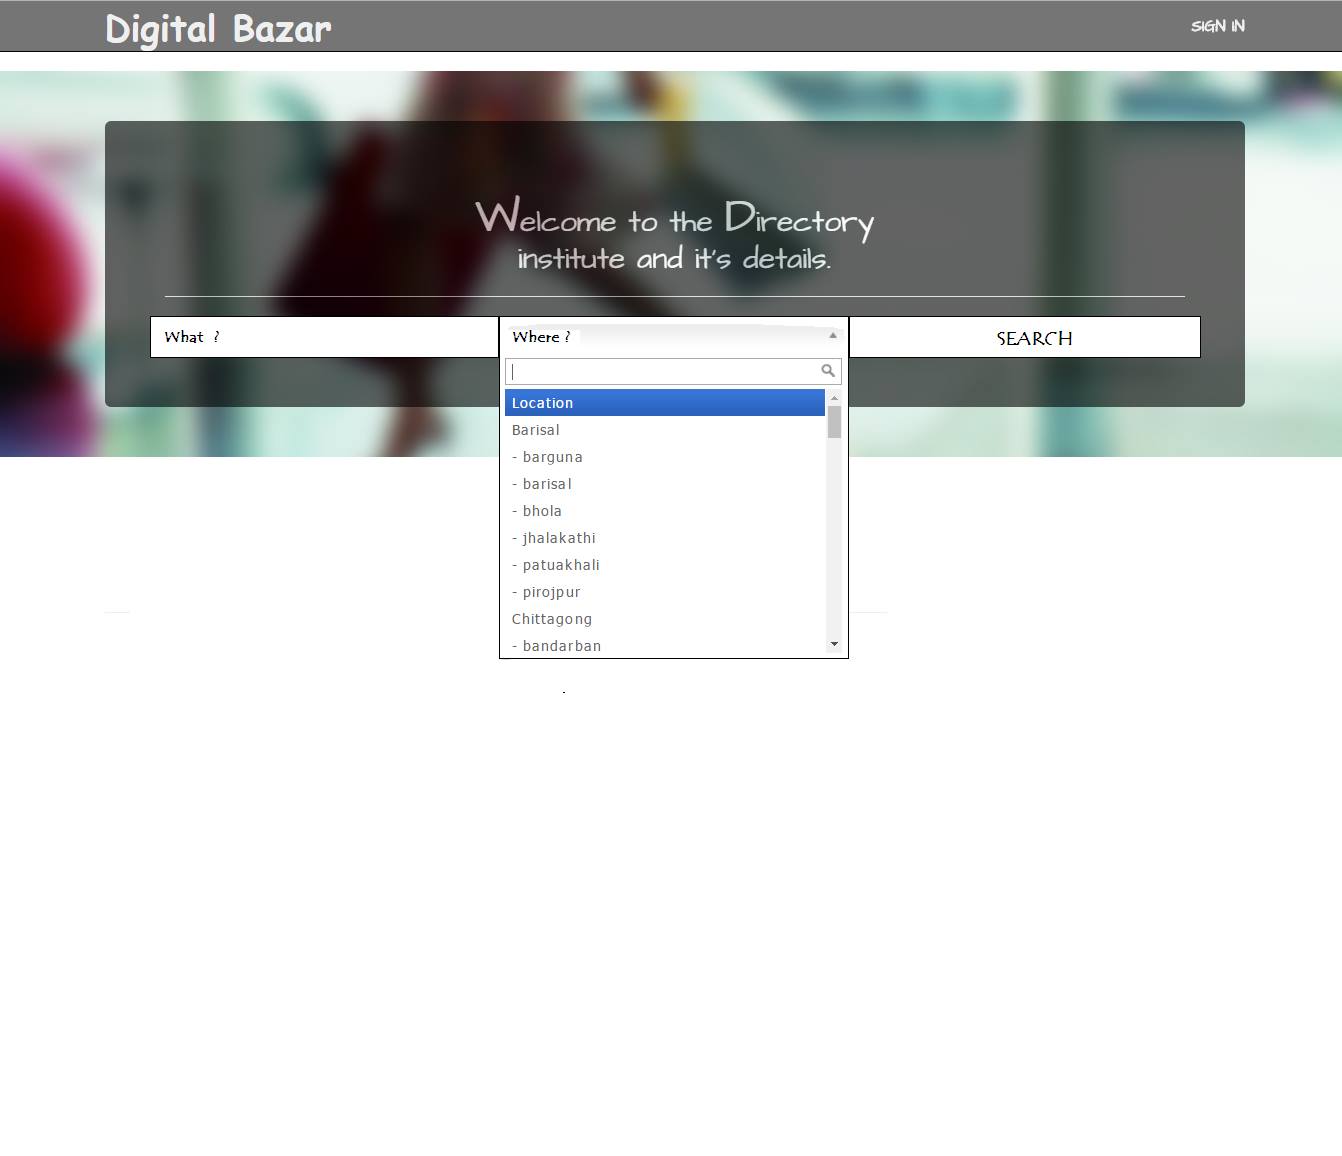 Digital Bazar
SIGN IN
Welcome to the Directory
institute and it's details.
What ?
Where ?
SEARCH
Location
Barisal
- barguna
- barisal
- bhola
- jhalakathi
- patuakhali
- pirojpur
Chittagong
- bandarban